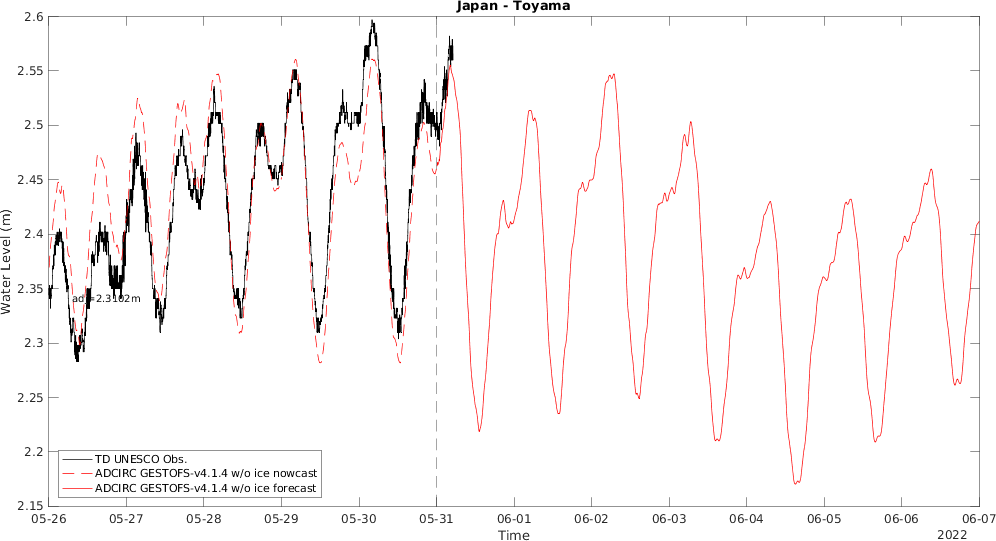 Japan - Toyama
Water Level (m)
2.6
2.55
2.5
2.45
2.4
2.35
2.3
2.25
2.2
2.15
=2.3102m
TD UNESCO Obs.
ADCIRC GESTOFS-v4.1.4 w/o ice nowcast
ADCIRC GESTOFS-v4.1.4 w/o ice forecast
05-26 05-27 05-28 05-29 05-30 05-31 06-01 06-02 06-03 06-04 06-05 06-06 06-07
Time
2022